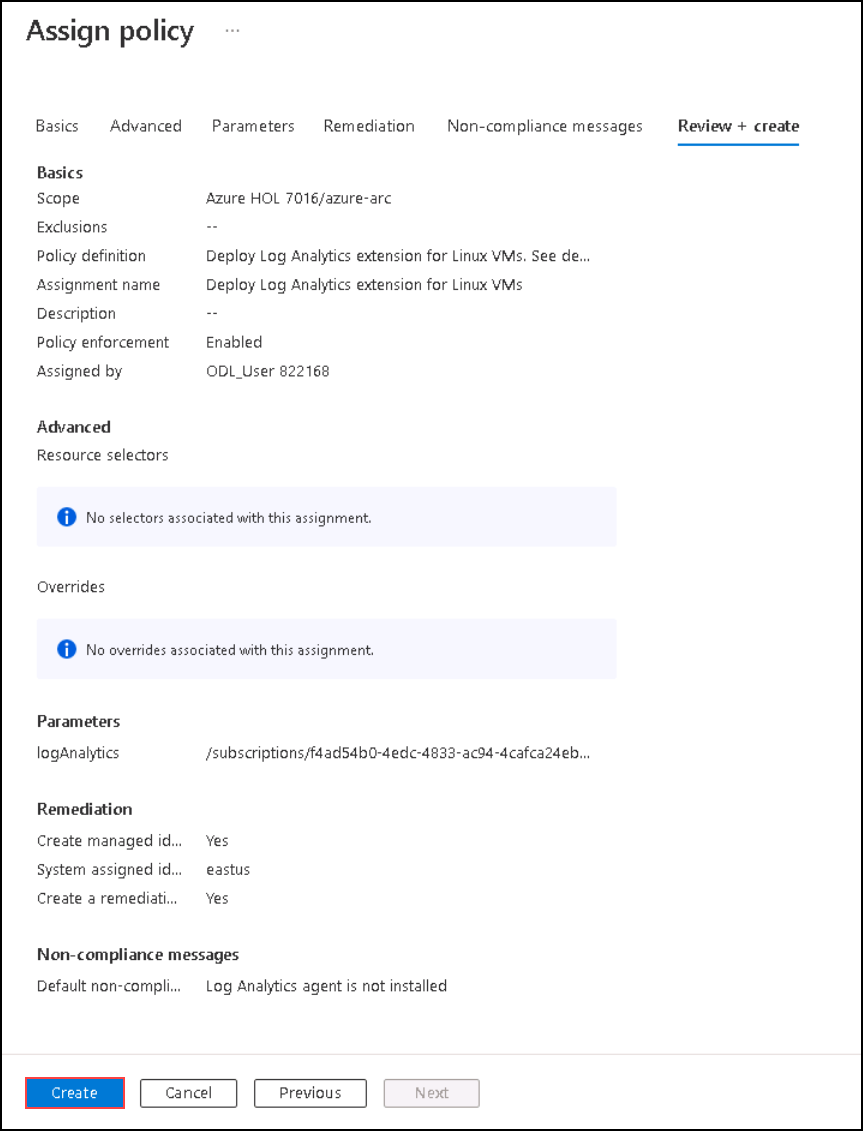 Assign policy ...
Basics Advanced Parameters Remediation Non-compliance messages Review + create
Basics
Scope Azure HOL 7016/azure-arc
Exclusions --
Policy definition Deploy Log Analytics extension for Linux VMs. See de...
Assignment name Deploy Log Analytics extension for Linux VMs
Description --
Policy enforcement Enabled
Assigned by ODL_User 822168
Advanced
Resource selectors
No selectors associated with this assignment.
Overrides
No overrides associated with this assignment.
Parameters
logAnalytics /subscriptions/f4ad54b0-4edc-4833-ac94-4cafca24eb...
Remediation
Create managed id... Yes
System assigned id... eastus
Create a remediati... Yes
Non-compliance messages
Default non-compli... Log Analytics agent is not installed
Create Cancel Previous Next